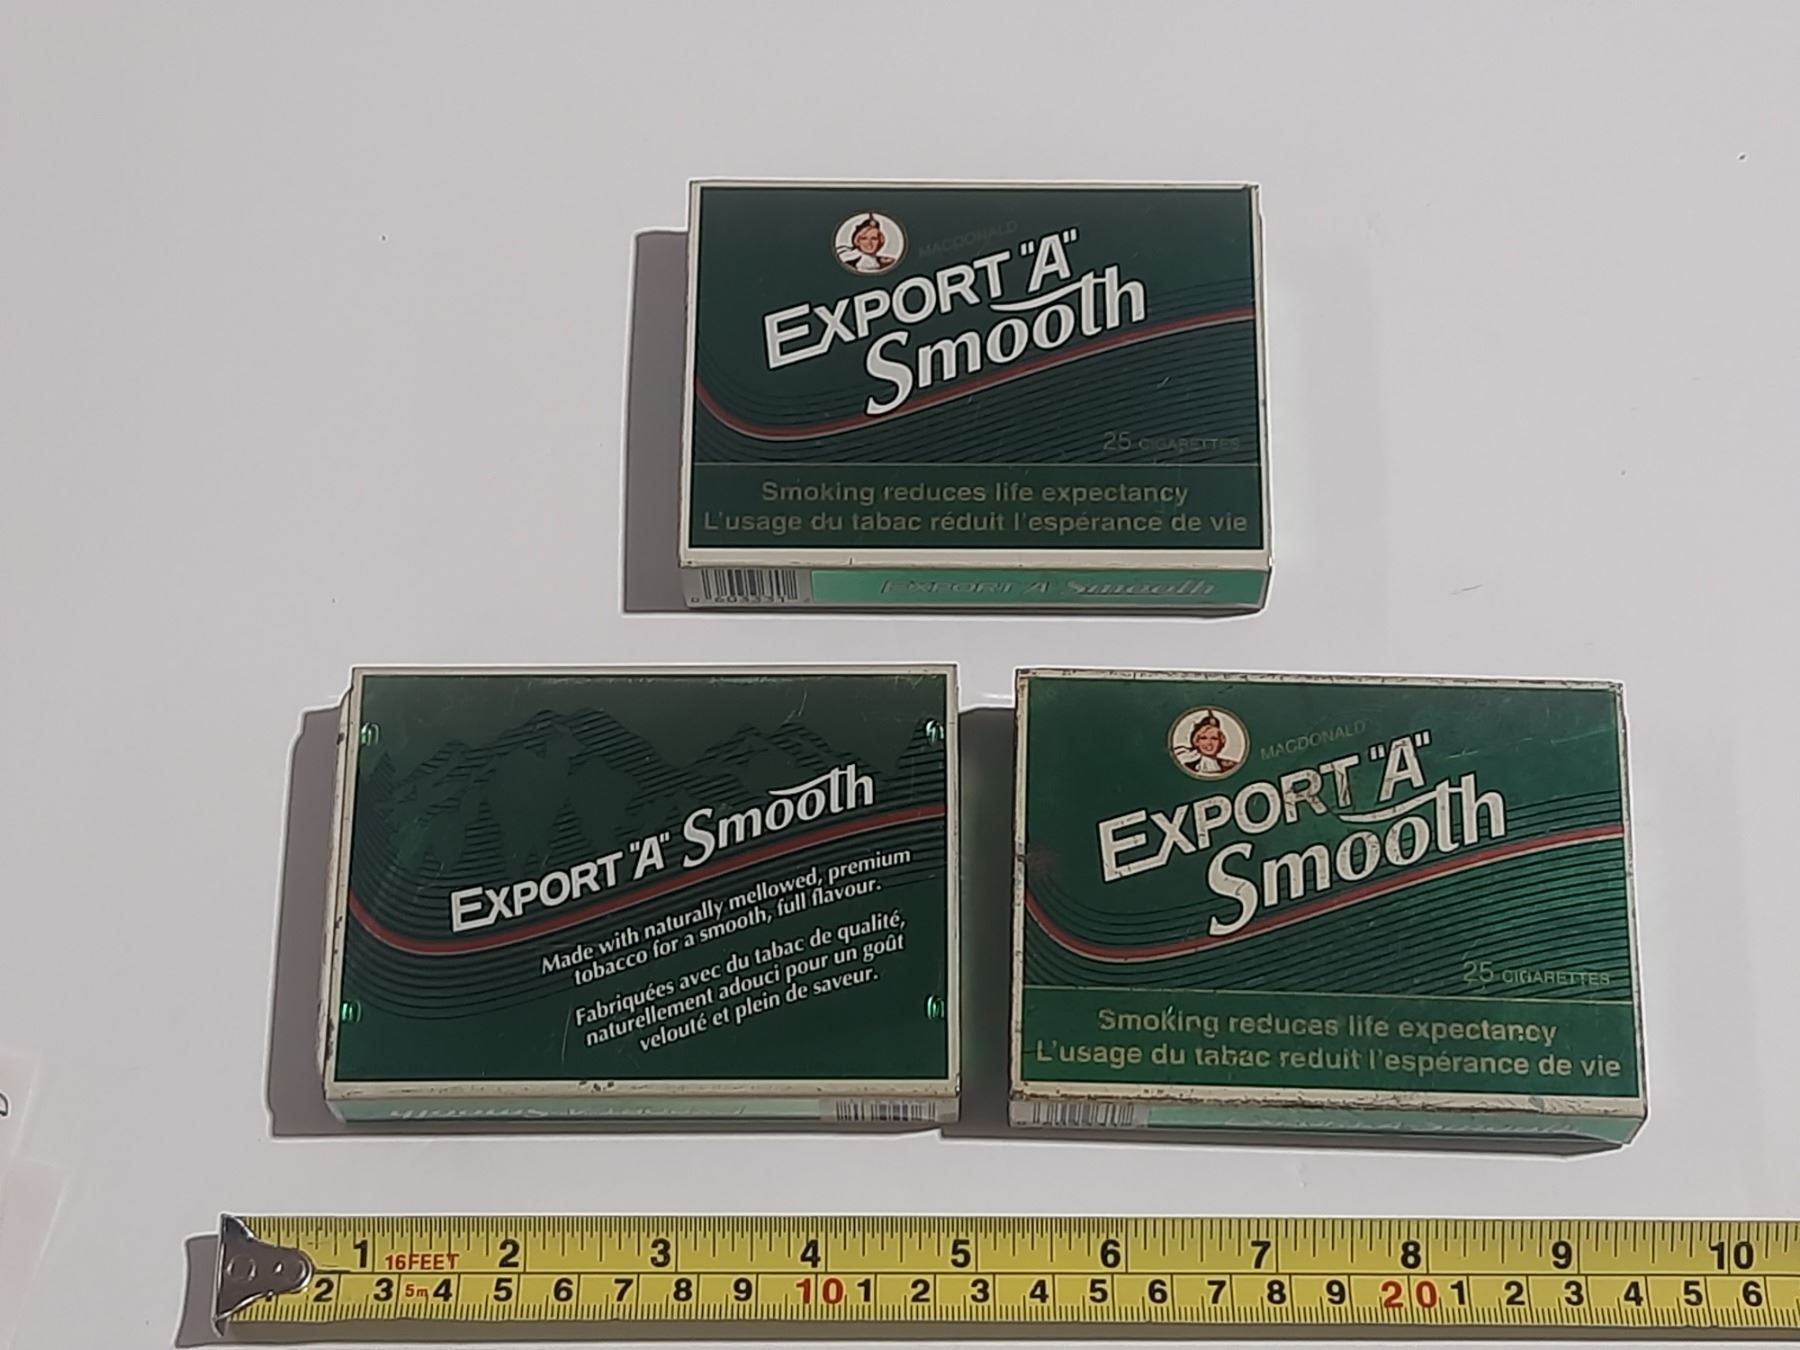 MACDONALD
EXPORT "A"
Smooth
25 CIGARETTES
Smoking reduces life expectancy
L'usage du tabac réduit l'espérance de vie
EXPORT "A" Smooth
EXPORT "A" Smooth
Made with naturally mellowed, premium
tobacco for a smooth, full flavour.
Fabriquées avec du tabac de qualité,
naturellement adouci pour un goût
velouté et plein de saveur.
MACDONALD
EXPORT "A"
Smooth
25 CIGARETTES
Smoking reduces life expectancy
L'usage du tabac réduit l'espérance de vie
1 16FEET 2 3 4 5 6 7 8 9 10
2 3 5m 4 5 6 7 8 9 10 1 2 3 4 5 6 7 8 9 20 1 2 3 4 5 6